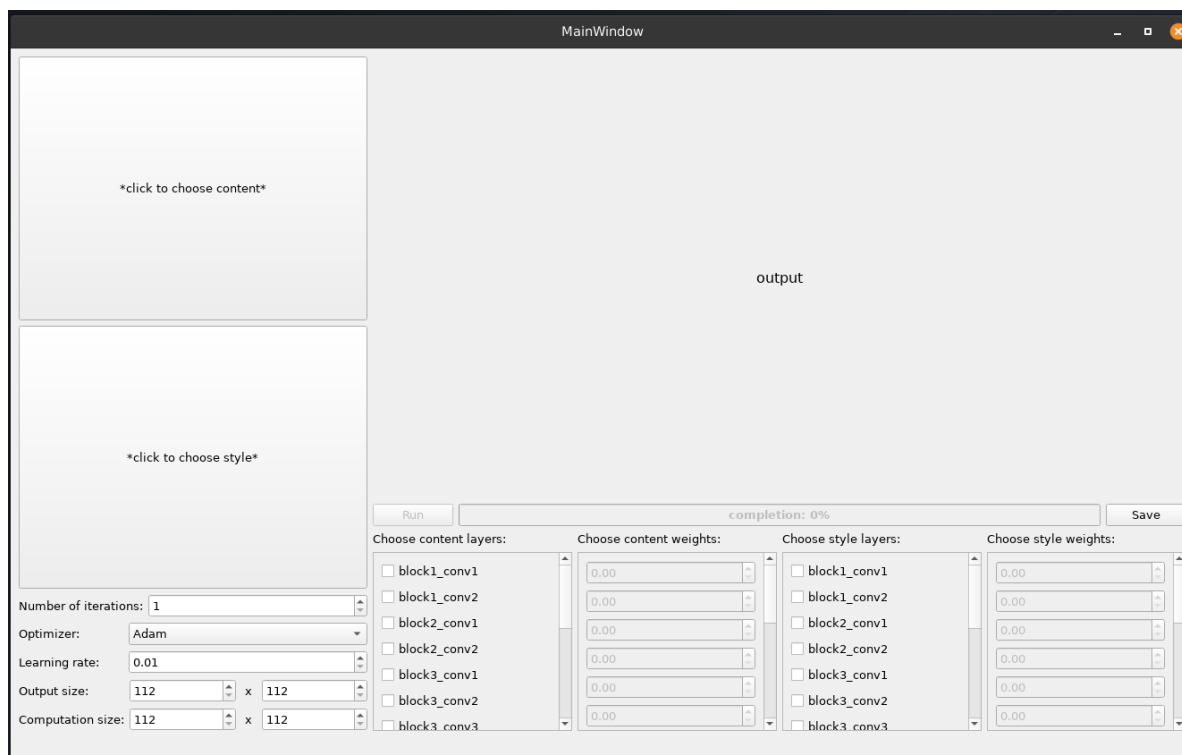 MainWindow
*click to choose content*
output
*click to choose style*
Run
completion: 0%
Save
Choose content layers:
Choose content weights:
Choose style layers:
Choose style weights:
block1_conv1
block1_conv2
block2_conv1
block2_conv2
block3_conv1
block3_conv2
block3_conv3
0.00
0.00
0.00
0.00
0.00
0.00
block1_conv1
block1_conv2
block2_conv1
block2_conv2
block3_conv1
block3_conv2
block3_conv3
0.00
0.00
0.00
0.00
0.00
0.00
Number of iterations: 1
Optimizer: Adam
Learning rate: 0.01
Output size: 112 x 112
Computation size: 112 x 112